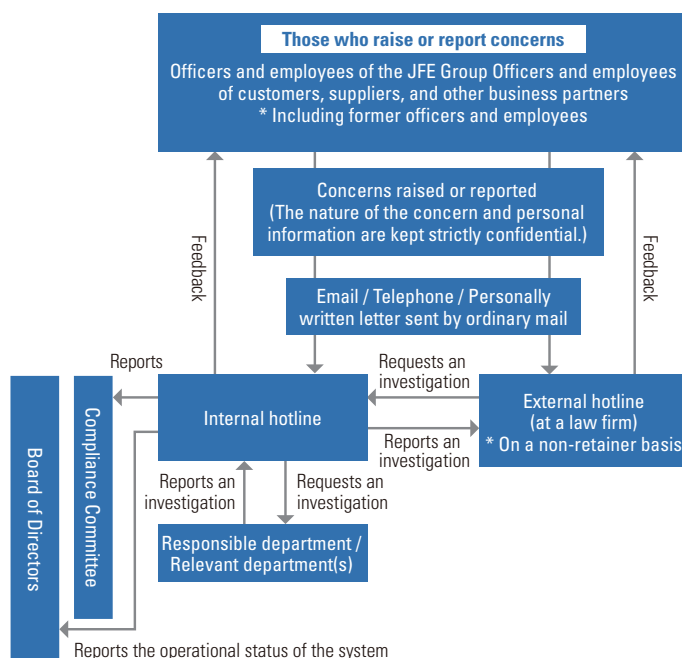 Those who raise or report concerns
Officers and employees of the JFE Group Officers and employees
of customers, suppliers, and other business partners
* Including former officers and employees
Concerns raised or reported
(The nature of the concern and personal
information are kept strictly confidential.)
Feedback
Feedback
Email / Telephone / Personally
written letter sent by ordinary mail
Reports
Requests an
investigation
Internal hotline
External hotline
(at a law firm)
* On a non-retainer basis
Reports an
investigation
Board of Directors
Compliance Committee
Reports an
investigation
Requests an
investigation
Responsible department /
Relevant department(s)
Reports the operational status of the system